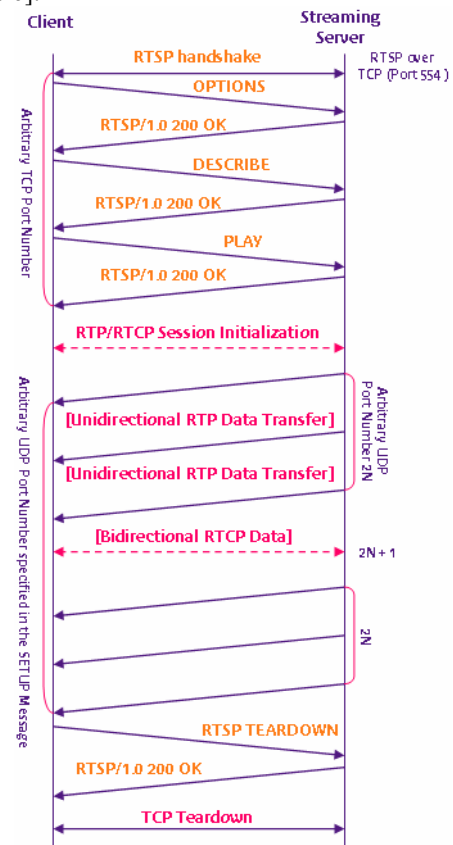 Client
Streaming
Server
RTSP handshake
RTSP over
TCP (Port 554)
OPTIONS
RTSP/1.0 200 OK
DESCRIBE
RTSP/1.0 200 OK
PLAY
RTSP/1.0 200 OK
Arbitrary TCP Port Number
RTP/RTCP Session Initialization
Arbitrary UDP
Port Number 2N
[Unidirectional RTP Data Transfer]
[Unidirectional RTP Data Transfer]
[Bidirectional RTCP Data]
2N + 1
2N
Arbitrary UDP Port Number specified in the SETUP Message
RTSP TEARDOWN
RTSP/1.0 200 OK
TCP Teardown